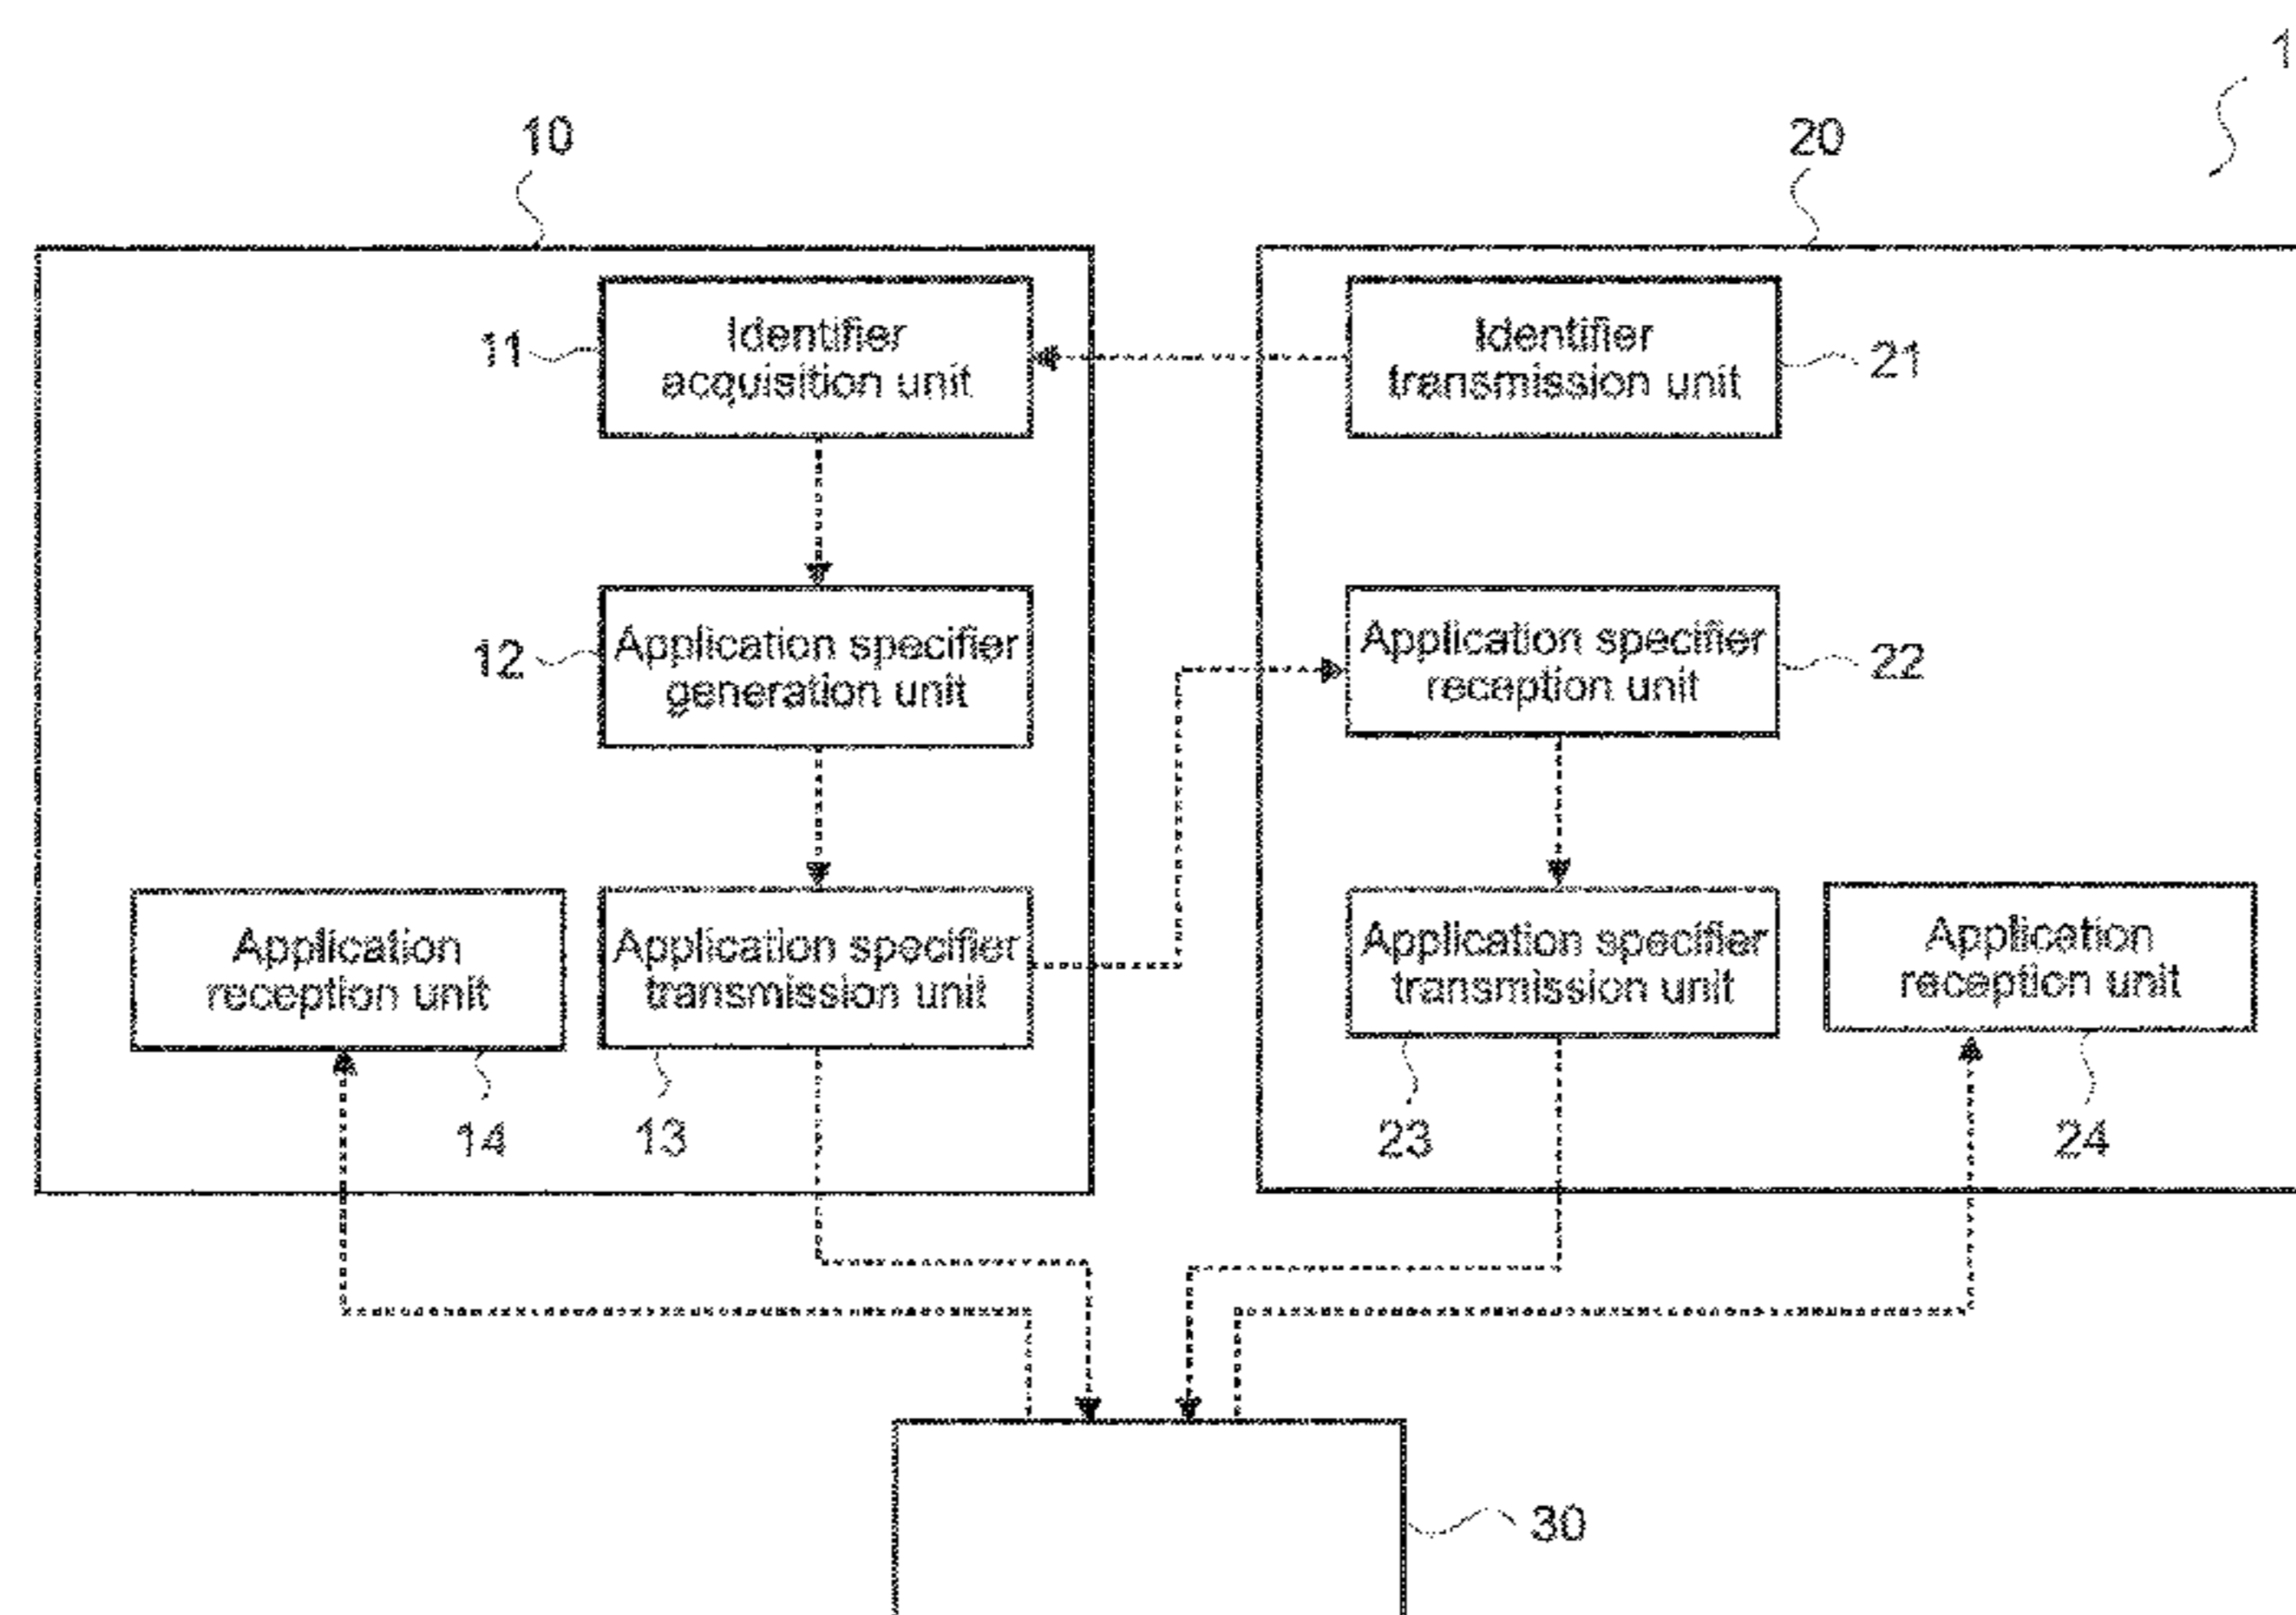 1
10
20
Identifier
acquisition unit
11
Identifier
transmission unit
21
12
Application specifier
generation unit
Application specifier
reception unit
22
Application
reception unit
Application specifier
transmission unit
Application specifier
transmission unit
Application
reception unit
14
13
23
24
30